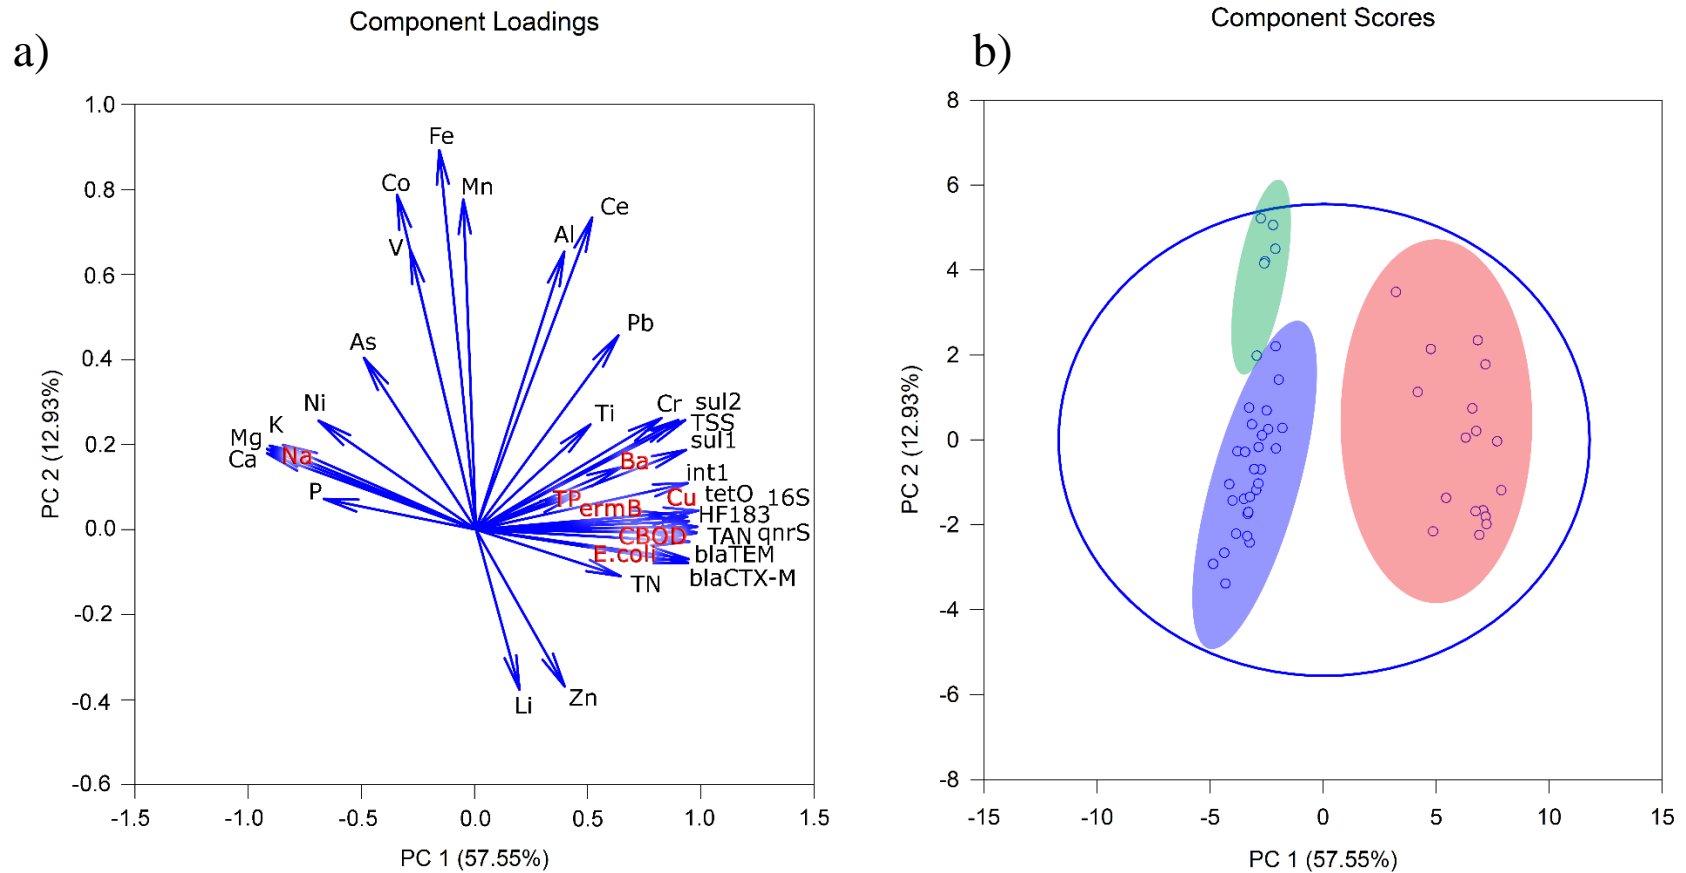 Component Loadings
a)
1.0
0.8
0.6
0.4
0.2
0.0
-0.2
-0.4
-0.6
PC 2 (12.93%)
Fe
Co
Mn
V
Ce
Al
As
Pb
Ni
Ti
Cr
sul2
TSS
sul1
K
Mg
Na
Ca
P
Ba
int1
TP
ermB
Cu
tetO
16S
HF183
CBOD
TAN
qnrS
E.coli
blaTEM
TN
blaCTX-M
Li
Zn
-1.5
-1.0
-0.5
0.0
0.5
1.0
1.5
PC 1 (57.55%)
Component Scores
b)
8
6
4
2
0
-2
-4
-6
-8
PC 2 (12.93%)
-15
-10
-5
0
5
10
15
PC 1 (57.55%)